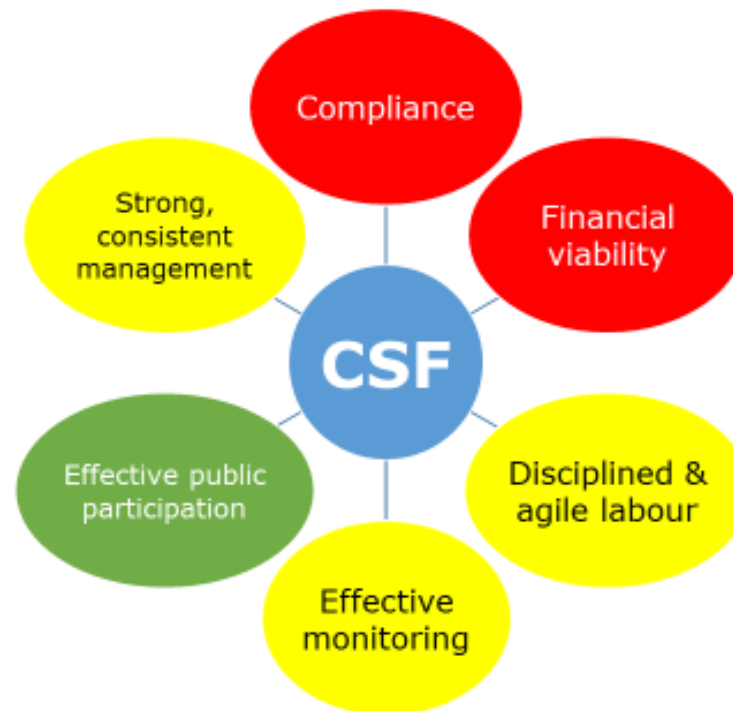 Compliance
Financial
viability
Disciplined &
agile labour
Effective
monitoring
Effective public
participation
Strong,
consistent
management
CSF